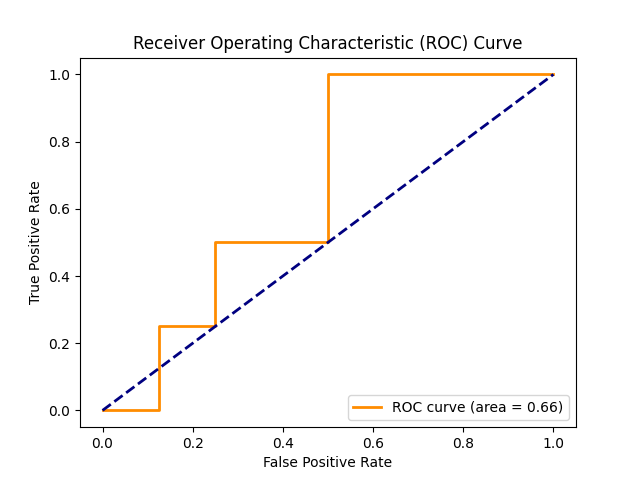 Receiver Operating Characteristic (ROC) Curve
1.0
0.8
0.6
0.4
0.2
0.0
True Positive Rate
ROC curve (area = 0.66)
0.0 0.2 0.4 0.6 0.8 1.0
False Positive Rate